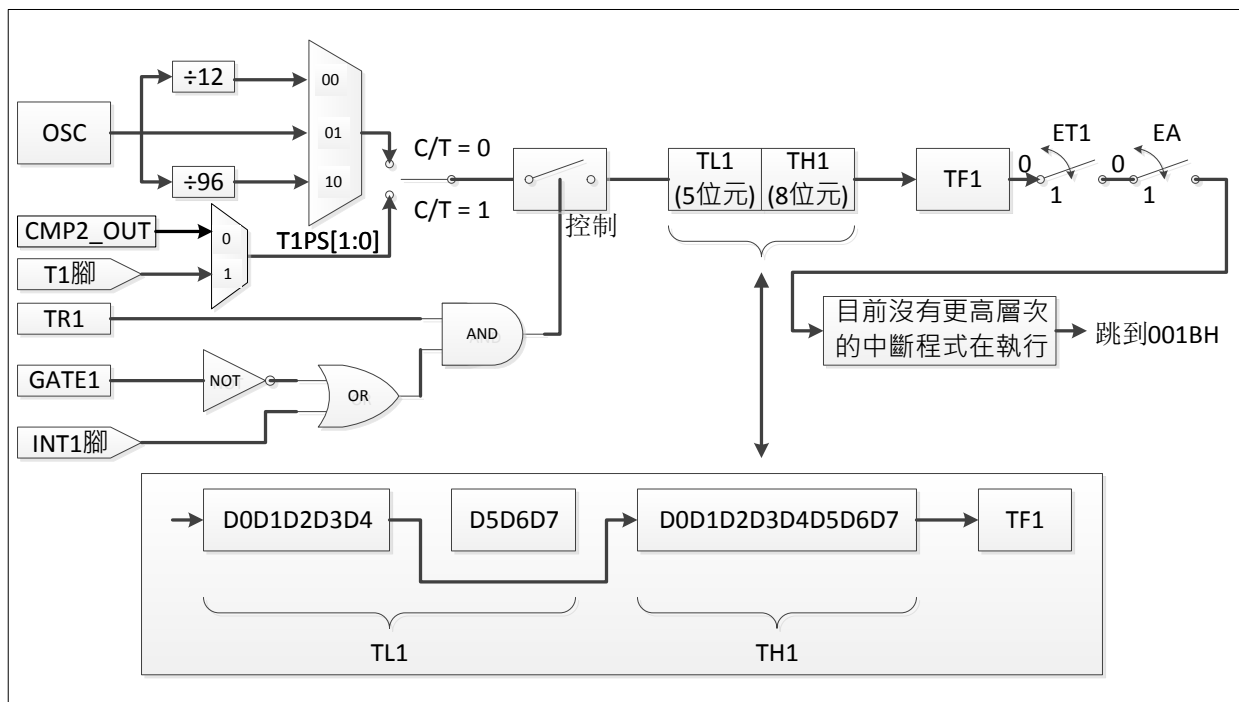 ÷12
OSC
÷96
00
01
10
C/T = 0
C/T = 1
CMP2_OUT
T1腳
0
1
T1PS[1:0]
TR1
GATE1
INT1腳
NOT
OR
AND
控制
TL1
(5位元)
TH1
(8位元)
TF1
ET1
0
1
EA
0
1
目前沒有更高層次
的中斷程式在執行
跳到001BH
D0D1D2D3D4
D5D6D7
D0D1D2D3D4D5D6D7
TF1
TL1
TH1